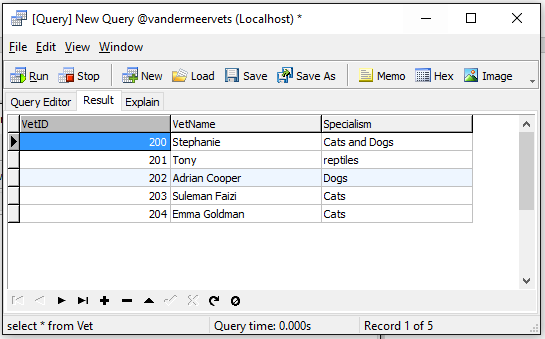 [Query] New Query @vandermeervets (Localhost) *
File Edit View Window
Run Stop New Load Save Save As Memo Hex Image
Query Editor Result Explain
VetID VetName Specialism
200 Stephanie Cats and Dogs
201 Tony reptiles
202 Adrian Cooper Dogs
203 Suleman Faizi Cats
204 Emma Goldman Cats
select * from Vet Query time: 0.000s Record 1 of 5